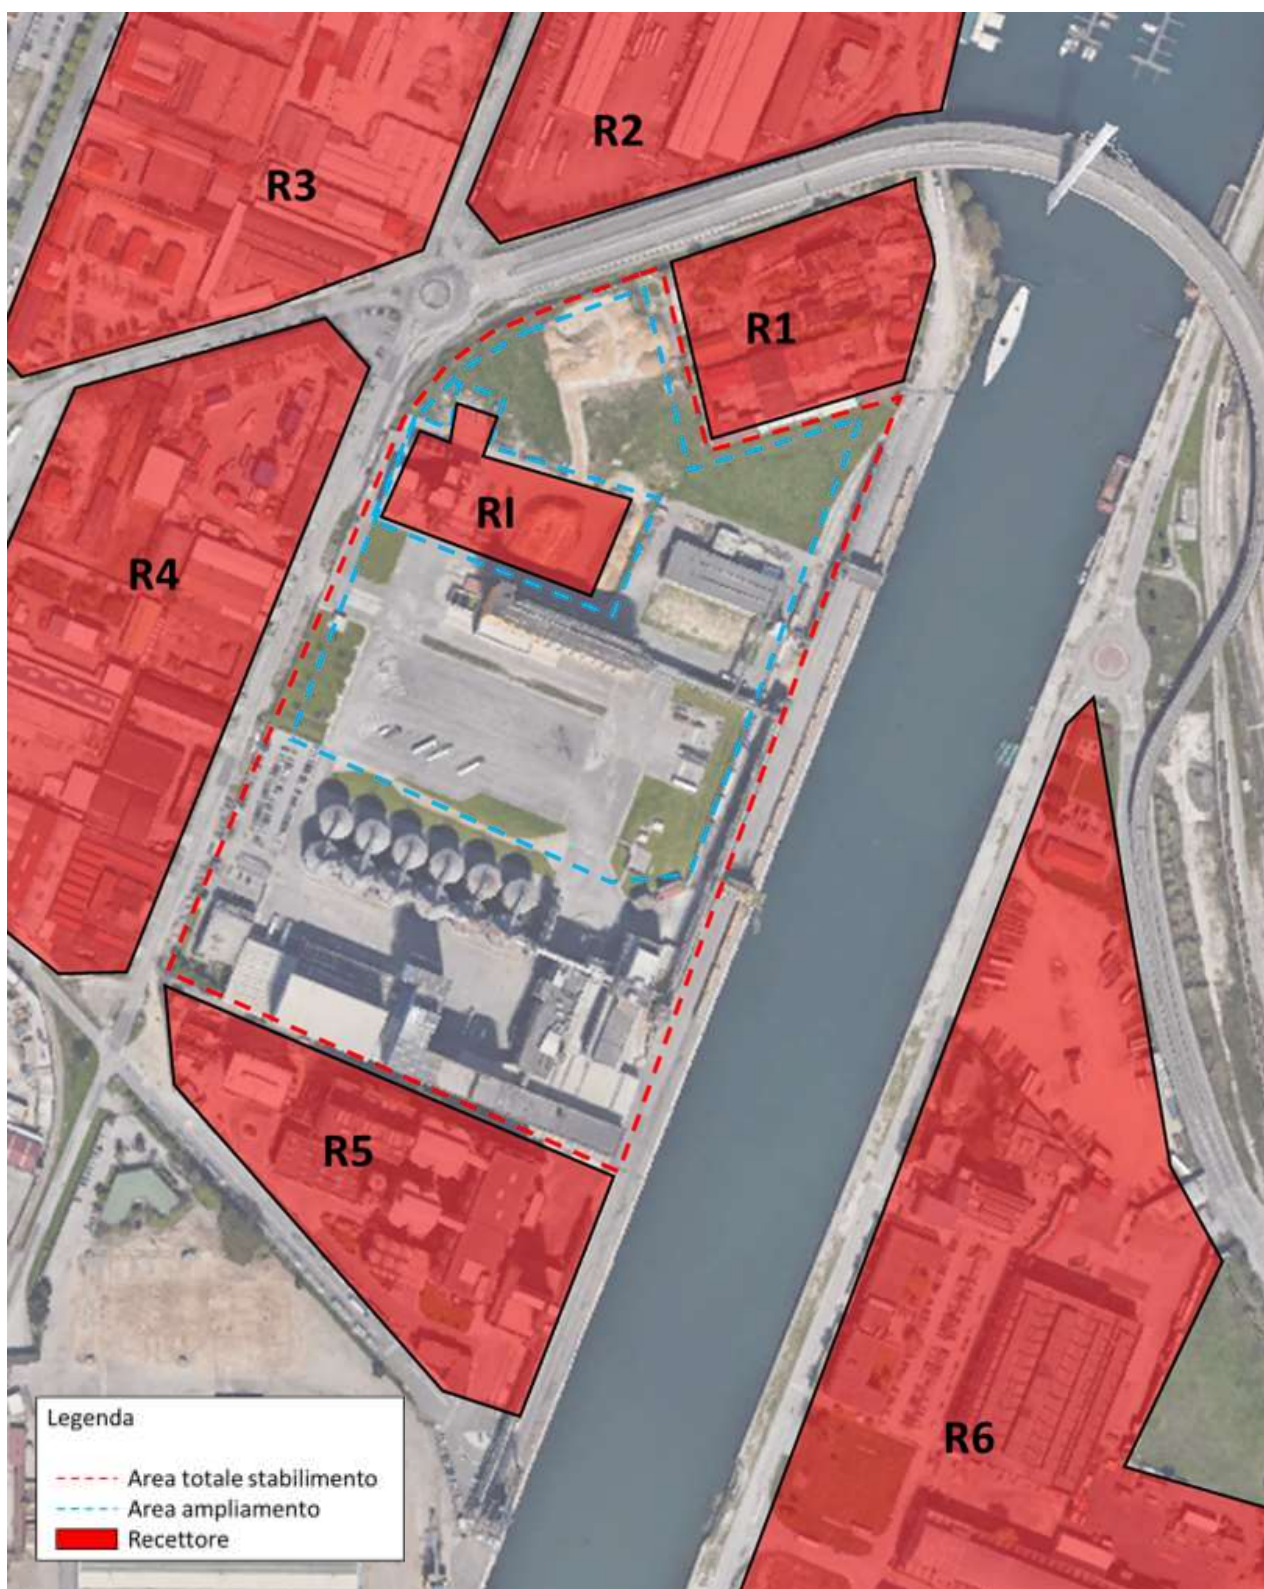 R2
R3
R1
RI
R4
R5
R6
Legenda
Area totale stabilimento
Area ampliamento
Recettore